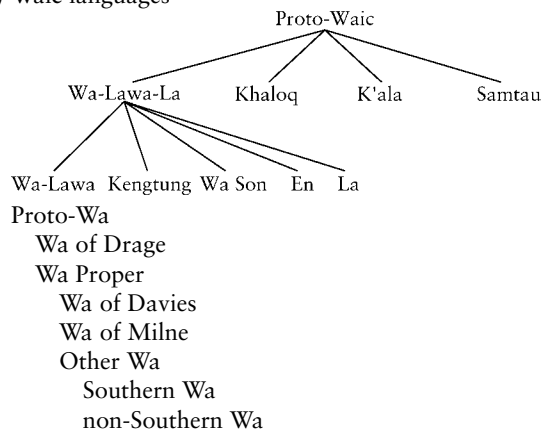 Waic languages
Proto-Waic
Wa-Lawa-La Khaloq K'ala Samtau
Wa-Lawa Kengtung Wa Son En La
Proto-Wa
Wa of Drage
Wa Proper
Wa of Davies
Wa of Milne
Other Wa
Southern Wa
non-Southern Wa